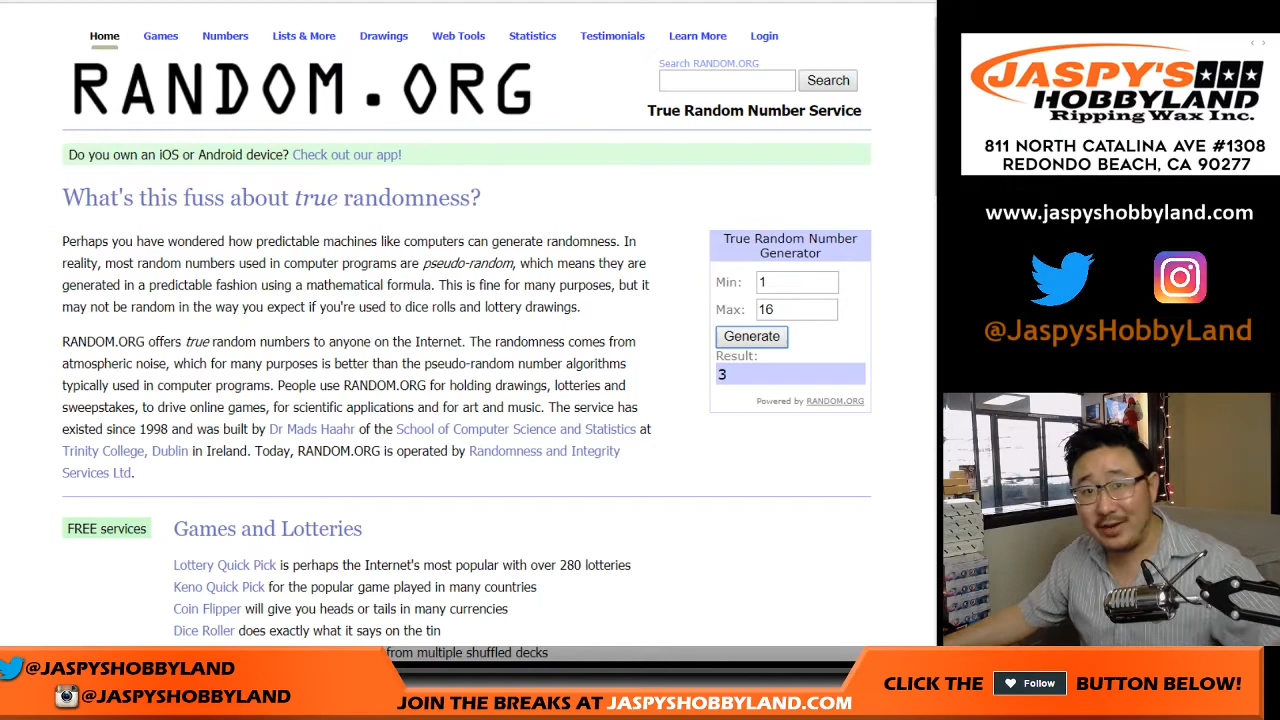 Home Games Numbers Lists & More Drawings Web Tools Statistics Testimonials Learn More Login
RANDOM.ORG
Search RANDOM.ORG
Search
True Random Number Service
Do you own an iOS or Android device? Check out our app!
What's this fuss about true randomness?
Perhaps you have wondered how predictable machines like computers can generate randomness. In
reality, most random numbers used in computer programs are pseudo-random, which means they are
generated in a predictable fashion using a mathematical formula. This is fine for many purposes, but it
may not be random in the way you expect if you're used to dice rolls and lottery drawings.
RANDOM.ORG offers true random numbers to anyone on the Internet. The randomness comes from
atmospheric noise, which for many purposes is better than the pseudo-random number algorithms
typically used in computer programs. People use RANDOM.ORG for holding drawings, lotteries and
sweepstakes, to drive online games, for scientific applications and for art and music. The service has
existed since 1998 and was built by Dr Mads Haahr of the School of Computer Science and Statistics at
Trinity College, Dublin in Ireland. Today, RANDOM.ORG is operated by Randomness and Integrity
Services Ltd.
True Random Number
Generator
Min: 1
Max: 16
Generate
Result:
3
Powered by RANDOM.ORG
FREE services
Games and Lotteries
Lottery Quick Pick is perhaps the Internet's most popular with over 280 lotteries
Keno Quick Pick for the popular game played in many countries
Coin Flipper will give you heads or tails in many currencies
Dice Roller does exactly what it says on the tin
from multiple shuffled decks
JASPY'S
HOBBYLAND
Ripping Wax Inc.
811 NORTH CATALINA AVE #1308
REDONDO BEACH, CA 90277
www.jaspyshobbyland.com
@JaspysHobbyLand
@JASPYSHOBBYLAND
@JASPYSHOBBYLAND
JOIN THE BREAKS AT JASPYSHOBBYLAND.COM
CLICK THE Follow BUTTON BELOW!